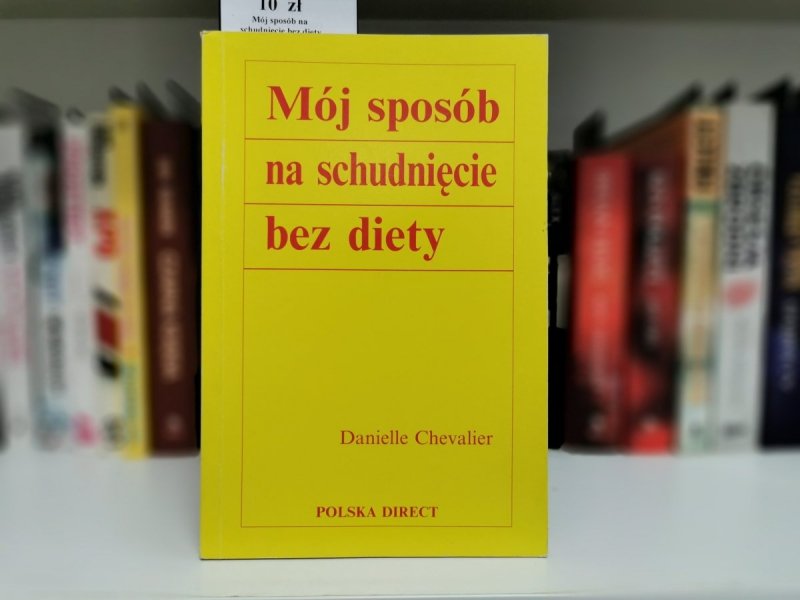 10 zł
Mój sposób na
schudnięcie bez diety
Mój sposób
na schudnięcie
bez diety
Danielle Chevalier
POLSKA DIRECT